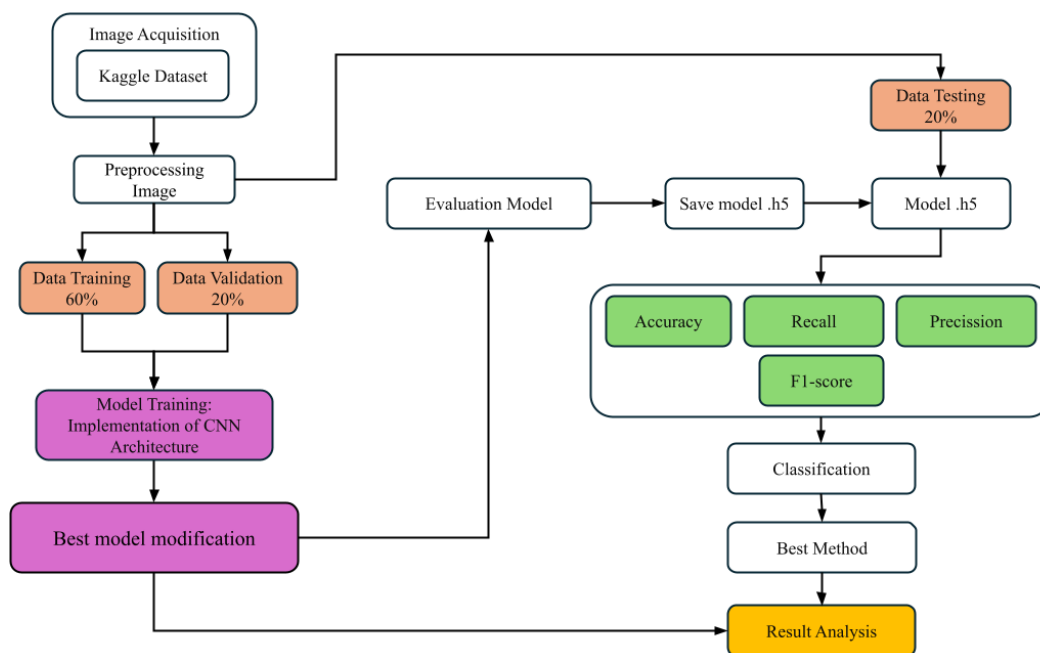 Image Acquisition
Kaggle Dataset
Data Testing
20%
Preprocessing
Image
Evaluation Model
Save model .h5
Model .h5
Data Training
60%
Data Validation
20%
Accuracy
Recall
Precission
F1-score
Model Training:
Implementation of CNN
Architecture
Classification
Best model modification
Best Method
Result Analysis